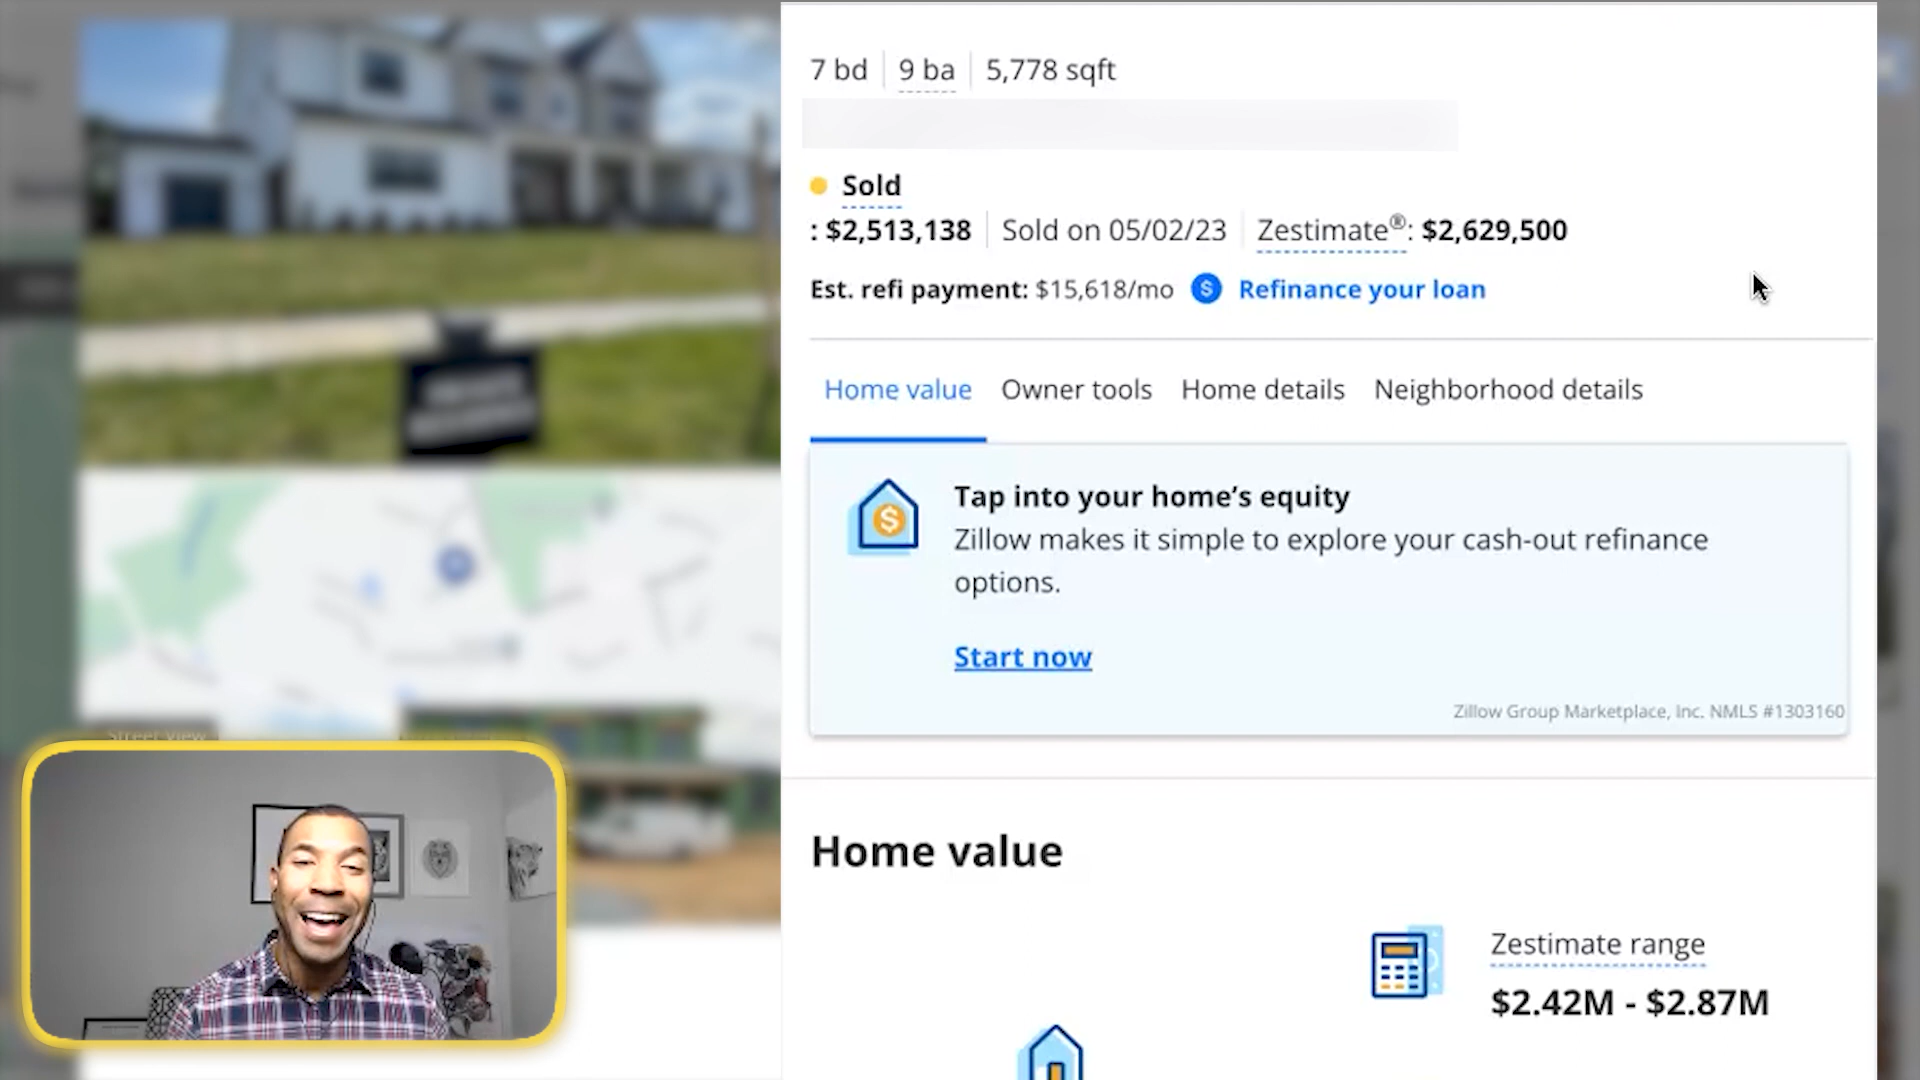 7 bd 9 ba 5,778 sqft
Sold
: $2,513,138 Sold on 05/02/23 Zestimate®: $2,629,500
Est. refi payment: $15,618/mo $ Refinance your loan
Home value Owner tools Home details Neighborhood details
$ Tap into your home’s equity
Zillow makes it simple to explore your cash-out refinance
options.
Start now
Zillow Group Marketplace, Inc. NMLS #1303160
Street View
Home value
Zestimate range
$2.42M - $2.87M